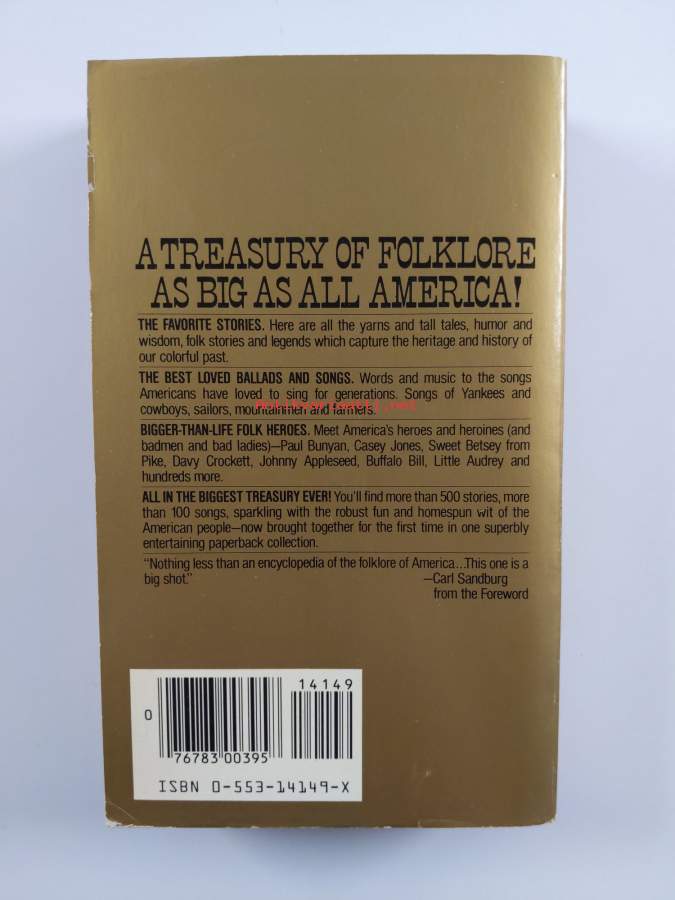 A TREASURY OF FOLKLORE
AS BIG AS ALL AMERICA!
THE FAVORITE STORIES. Here are all the yarns and tall tales, humor and
wisdom, folk stories and legends which capture the heritage and history of
our colorful past.
THE BEST LOVED BALLADS AND SONGS. Words and music to the songs
Americans have loved to sing for generations. Songs of Yankees and
cowboys, sailors, mountainmen and farmers.
BIGGER-THAN-LIFE FOLK HEROES. Meet America's heroes and heroines (and
badmen and bad ladies)—Paul Bunyan, Casey Jones, Sweet Betsey from
Pike, Davy Crockett, Johnny Appleseed, Buffalo Bill, Little Audrey and
hundreds more.
ALL IN THE BIGGEST TREASURY EVER! You'll find more than 500 stories, more
than 100 songs, sparkling with the robust fun and homespun wit of the
American people—now brought together for the first time in one superbly
entertaining paperback collection.
"Nothing less than an encyclopedia of the folklore of America...This one is a
big shot."
—Carl Sandburg
from the Foreword
14149
0
76783 00395
ISBN 0-553-14149-X